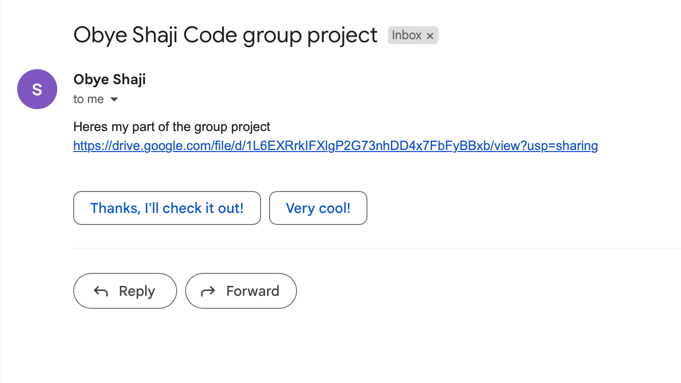 Obye Shaji Code group project Inbox ×
S
Obye Shaji
to me
Heres my part of the group project
https://drive.google.com/file/d/1L6EXRrkIFXlgP2G73nhDD4x7FbFyBBxb/view?usp=sharing
Thanks, I'll check it out! Very cool!
Reply Forward